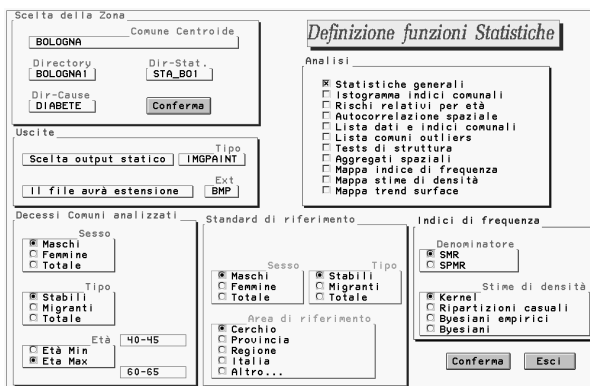 Scelta della Zona
Comune Centroide
BOLOGNA
Directory
Dir-Stat.
BOLOGNA1
STA_BO1
Dir-Cause
DIABETE
Conferma
Definizione funzioni Statistiche
Analisi
Statistiche generali
Istogramma indici comunali
Rischi relativi per età
Autocorrelazione spaziale
Lista dati e indici comunali
Lista comuni outliers
Tests di struttura
Aggregati spaziali
Mappa indice di frequenza
Mappa stime di densità
Mappa trend surface
Uscite
Tipo
Scelta output statico
IMGPAINT
Ext
Il file avrà estensione
BMP
Decessi Comuni analizzati
Sesso
Maschi
Femmine
Totale
Tipo
Stabili
Migranti
Totale
Età
40-45
Età Min
Eta Max
60-65
Standard di riferimento
Sesso
Maschi
Femmine
Totale
Tipo
Stabili
Migranti
Totale
Area di riferimento
Cerchio
Provincia
Regione
Italia
Altro...
Indici di frequenza
Denominatore
SMR
SPMR
Stime di densità
Kernel
Ripartizioni casuali
Byesiani empirici
Byesiani
Conferma
Esci